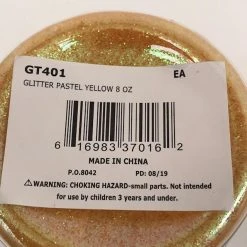 GT401 EA
GLITTER PASTEL YELLOW 8 OZ
6 16983 37016 2
MADE IN CHINA
P.O.8042 PD: 08/19
⚠WARNING: CHOKING HAZARD-small parts. Not intended
for use by children 3 years and under.